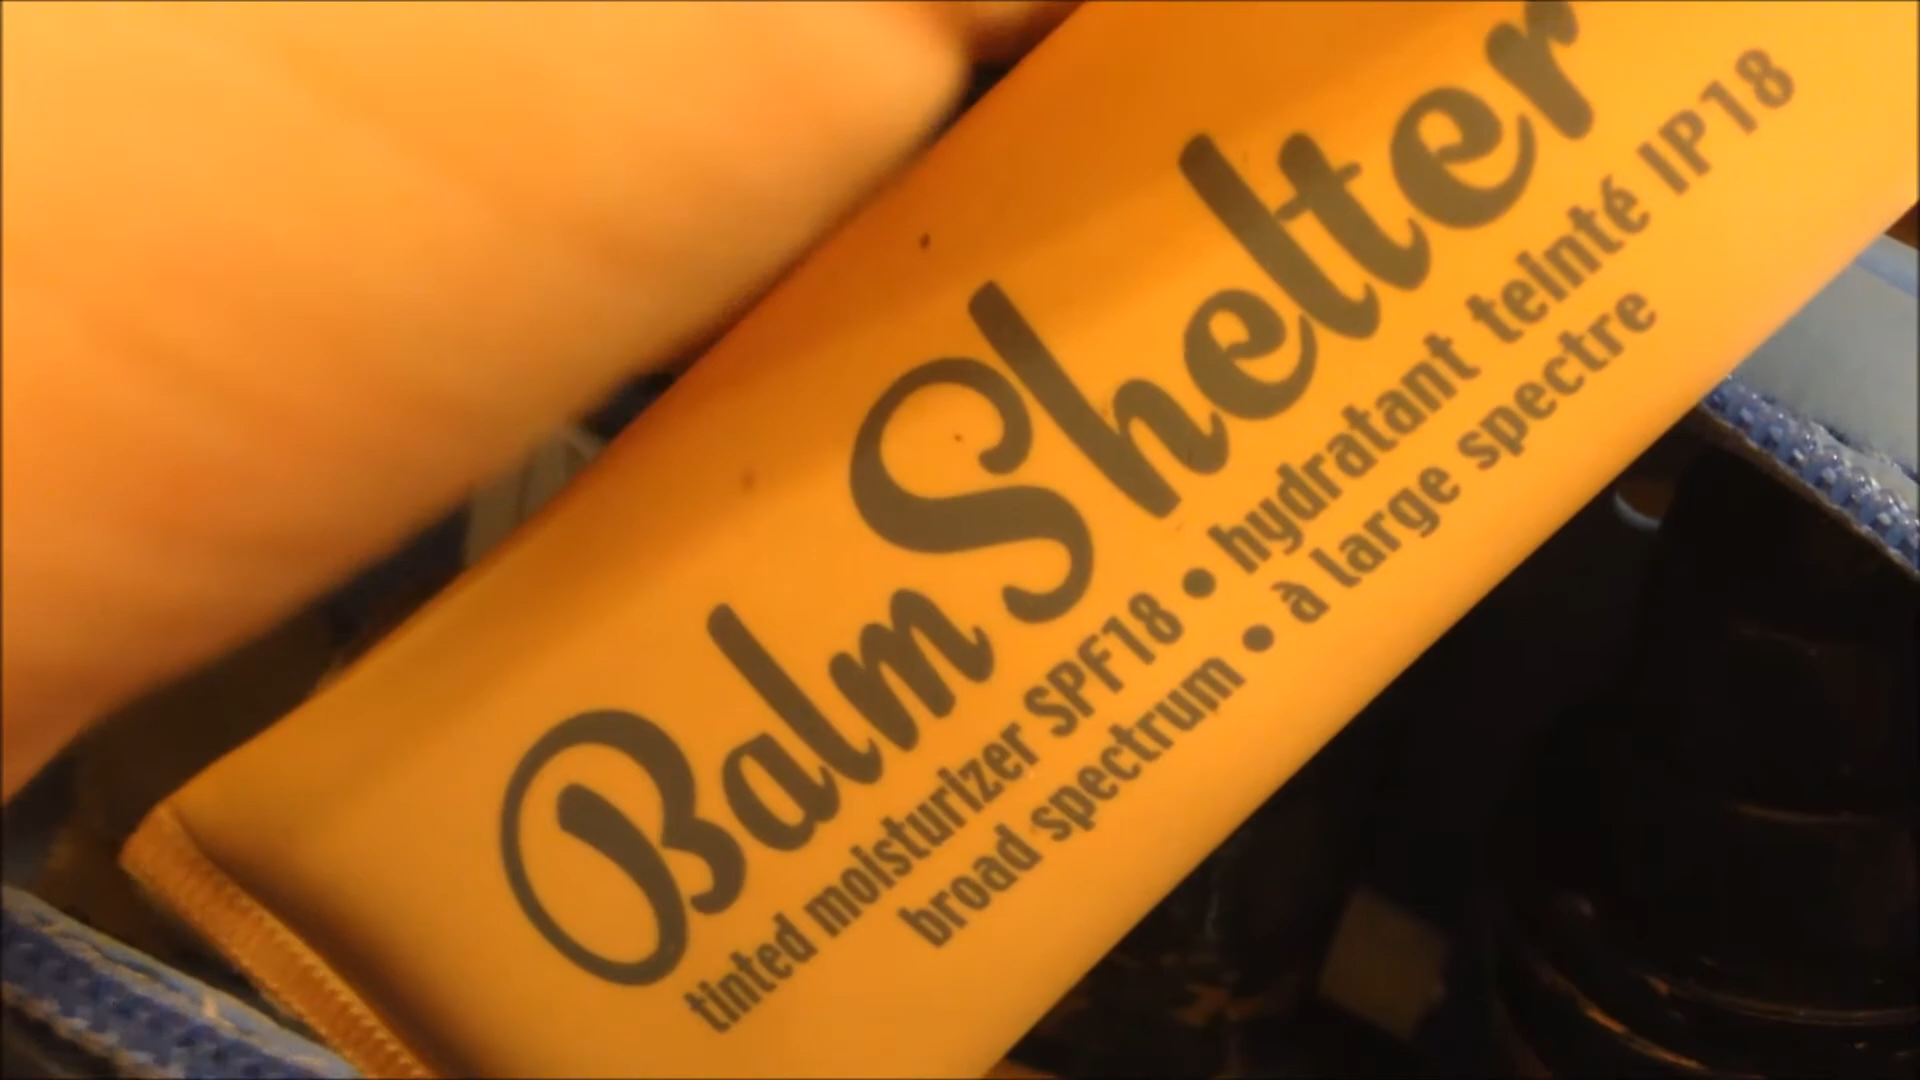 BalmShelter
tinted moisturizer SPF18 • hydratant teinté IP18
broad spectrum • à large spectre